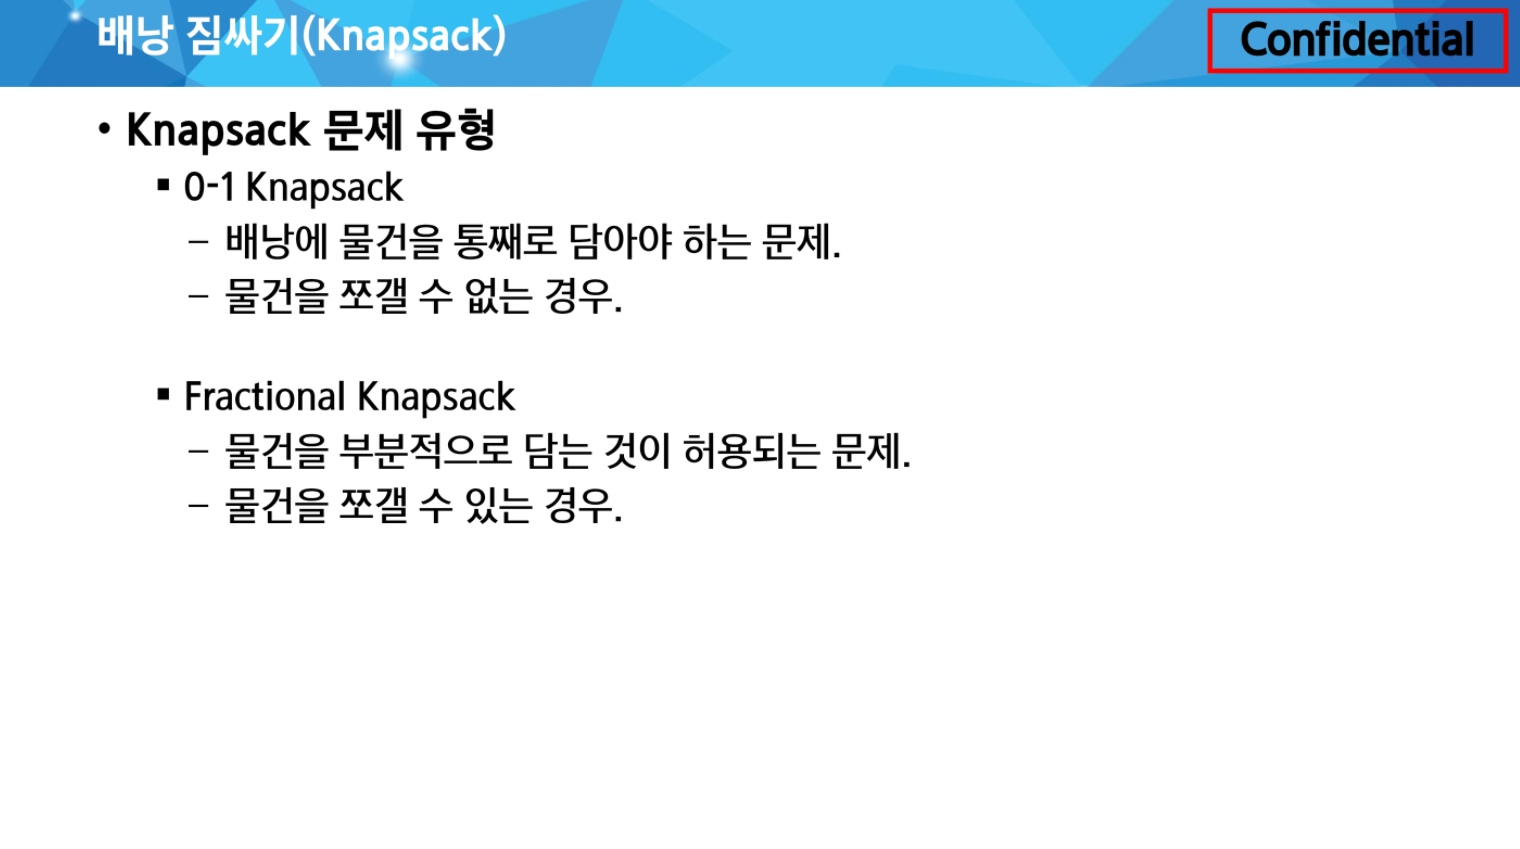 배낭 짐싸기(Knapsack)
Confidential
• Knapsack 문제 유형
▪ 0-1 Knapsack
– 배낭에 물건을 통째로 담아야 하는 문제.
– 물건을 쪼갤 수 없는 경우.
▪ Fractional Knapsack
– 물건을 부분적으로 담는 것이 허용되는 문제.
– 물건을 쪼갤 수 있는 경우.